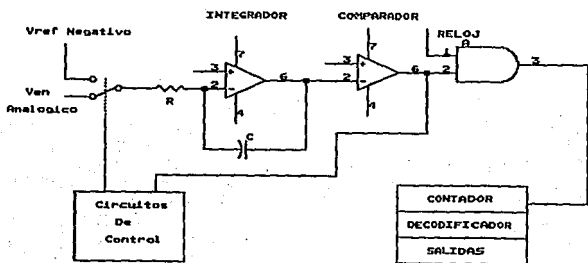 INTEGRADOR
COMPARADOR
RELOJ
Vref Negativo
7
7
A
1
3
3
3
6
6
2
2
2
Ven
Analogico
R
4
4
C
Circuitos
De
Control
CONTADOR
DECODIFICADOR
SALIDAS